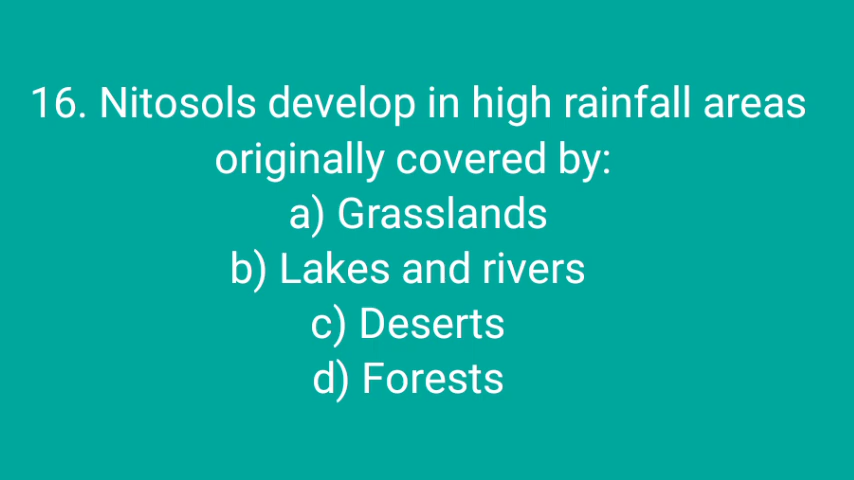 16. Nitosols develop in high rainfall areas
originally covered by:
a) Grasslands
b) Lakes and rivers
c) Deserts
d) Forests